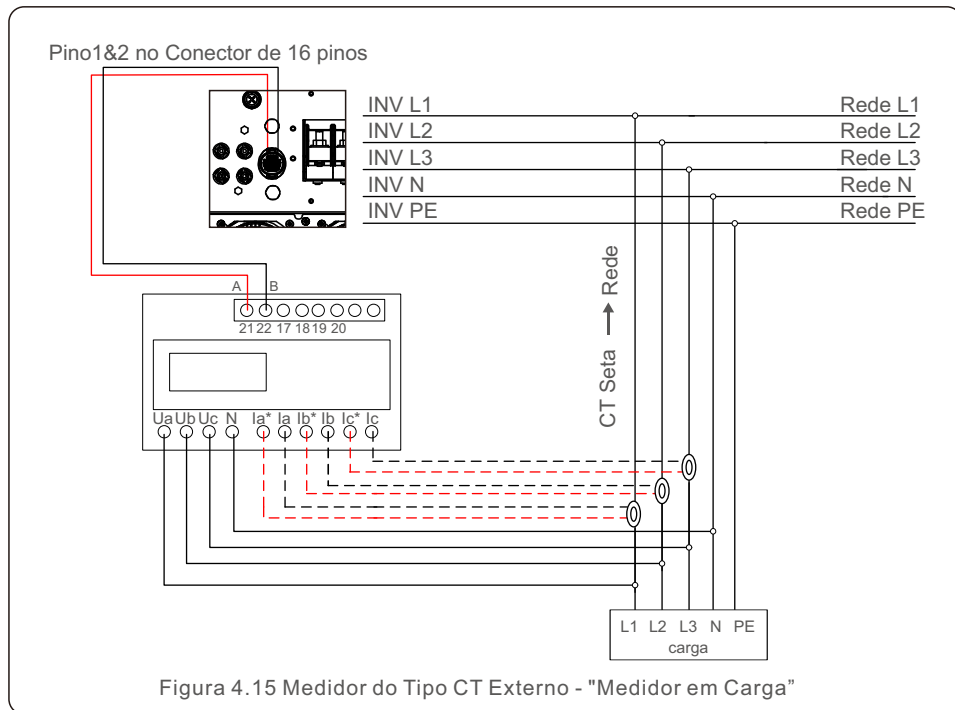 Pino1&2 no Conector de 16 pinos
INV L1 Rede L1
INV L2 Rede L2
INV L3 Rede L3
INV N Rede N
INV PE Rede PE
CT Seta → Rede
A B
21 22 17 18 19 20
Ua Ub Uc N Ia* Ia Ib* Ib Ic* Ic
L1 L2 L3 N PE
carga
Figura 4.15 Medidor do Tipo CT Externo - "Medidor em Carga”